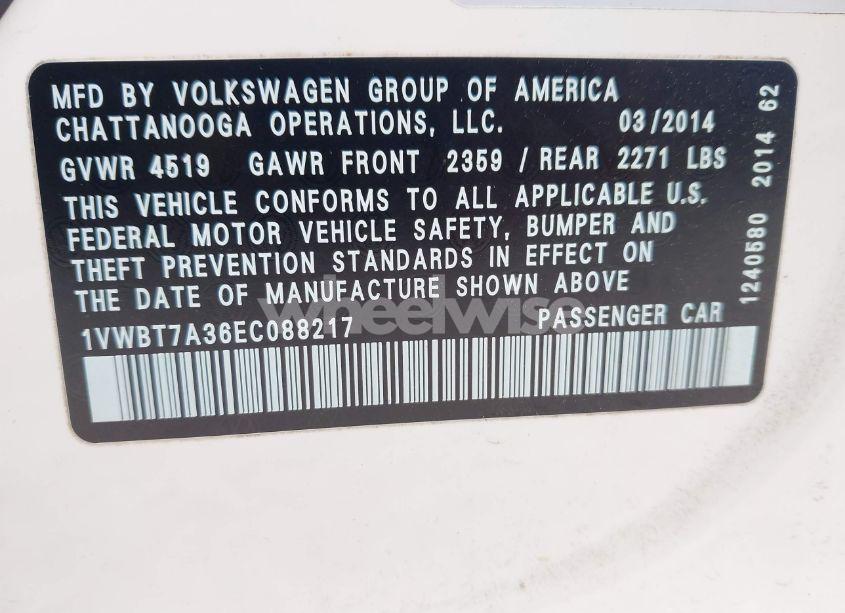 MFD BY VOLKSWAGEN GROUP OF AMERICA
CHATTANOOGA OPERATIONS, LLC. 03/2014
GVWR 4519 GAWR FRONT 2359 / REAR 2271 LBS
THIS VEHICLE CONFORMS TO ALL APPLICABLE U.S.
FEDERAL MOTOR VEHICLE SAFETY, BUMPER AND
THEFT PREVENTION STANDARDS IN EFFECT ON
THE DATE OF MANUFACTURE SHOWN ABOVE
1VWBT7A36EC088217 PASSENGER CAR
1240580 2014 62
wheelwise